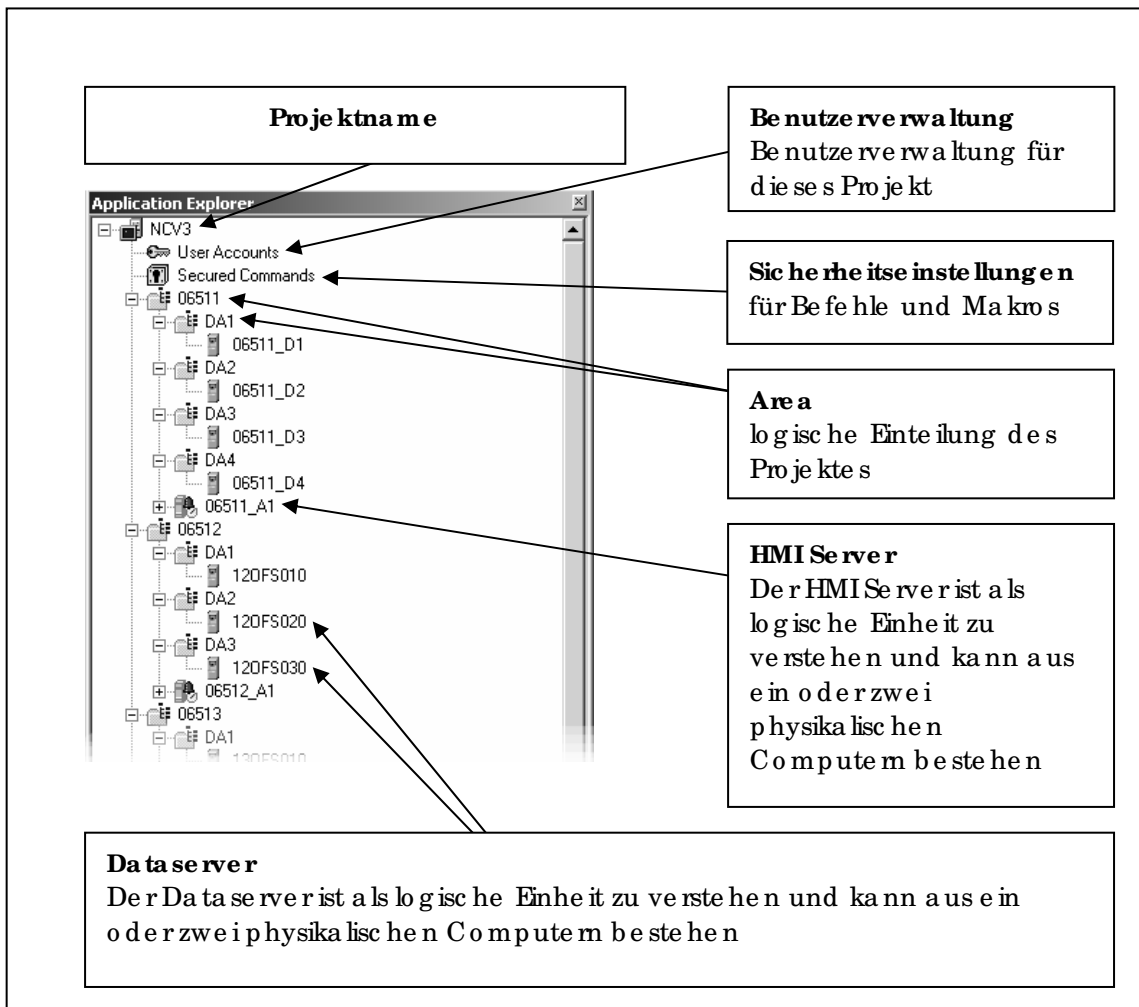 Projektname
Benutzerverwaltung
Benutzerverwaltung für
dieses Projekt
Application Explorer
NCV3
User Accounts
Secured Commands
Sicherheitseinstellungen
für Befehle und Makros
06511
DA1
06511_D1
DA2
06511_D2
DA3
06511_D3
DA4
06511_D4
06511_A1
Area
logische Einteilung des
Projektes
06512
DA1
120FS010
DA2
120FS020
DA3
120FS030
06512_A1
06513
DA1
130FS010
HMI Server
Der HMI Server ist als
logische Einheit zu
verstehen und kann aus
ein oder zwei
physikalischen
Computern bestehen
Dataserver
Der Dataserver ist als logische Einheit zu verstehen und kann aus ein
oder zwei physikalischen Computern bestehen